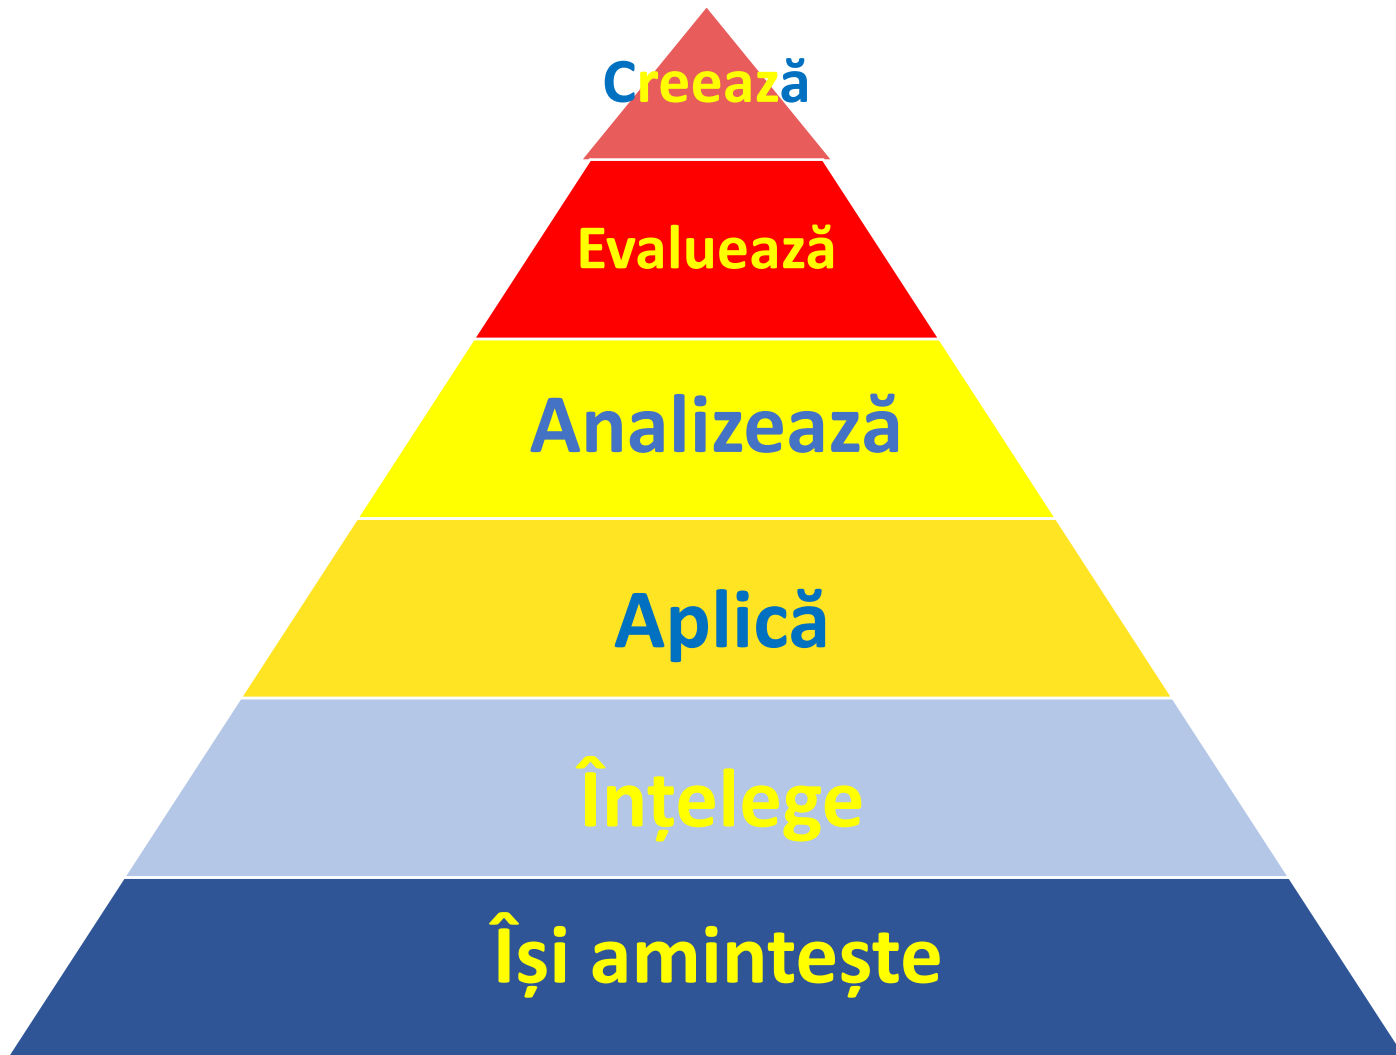 Creează
Evaluează
Analizează
Aplică
Înțelege
Își amintește